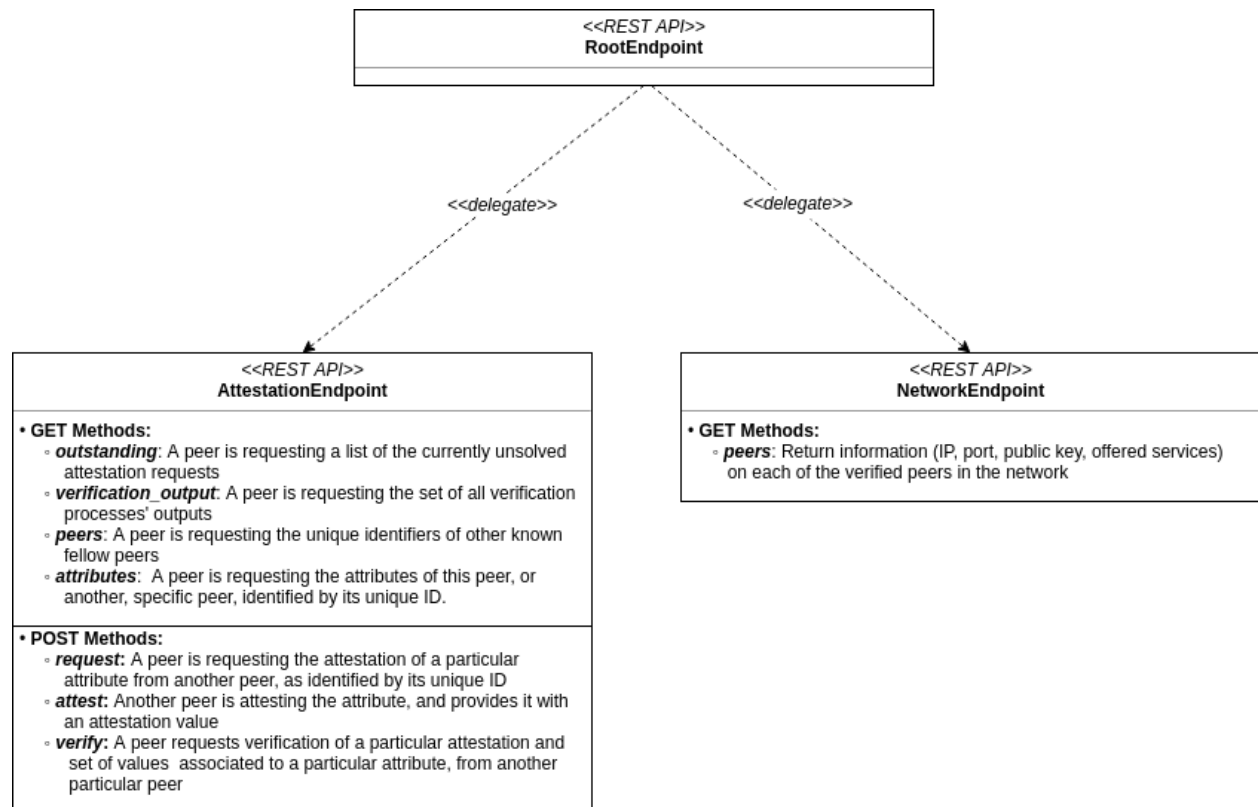 <<REST API>>
RootEndpoint
<<delegate>>
<<delegate>>
<<REST API>>
AttestationEndpoint
• GET Methods:
◦ outstanding: A peer is requesting a list of the currently unsolved
attestation requests
◦ verification_output: A peer is requesting the set of all verification
processes' outputs
◦ peers: A peer is requesting the unique identifiers of other known
fellow peers
◦ attributes: A peer is requesting the attributes of this peer, or
another, specific peer, identified by its unique ID.
• POST Methods:
◦ request: A peer is requesting the attestation of a particular
attribute from another peer, as identified by its unique ID
◦ attest: Another peer is attesting the attribute, and provides it with
an attestation value
◦ verify: A peer requests verification of a particular attestation and
set of values associated to a particular attribute, from another
particular peer
<<REST API>>
NetworkEndpoint
• GET Methods:
◦ peers: Return information (IP, port, public key, offered services)
on each of the verified peers in the network